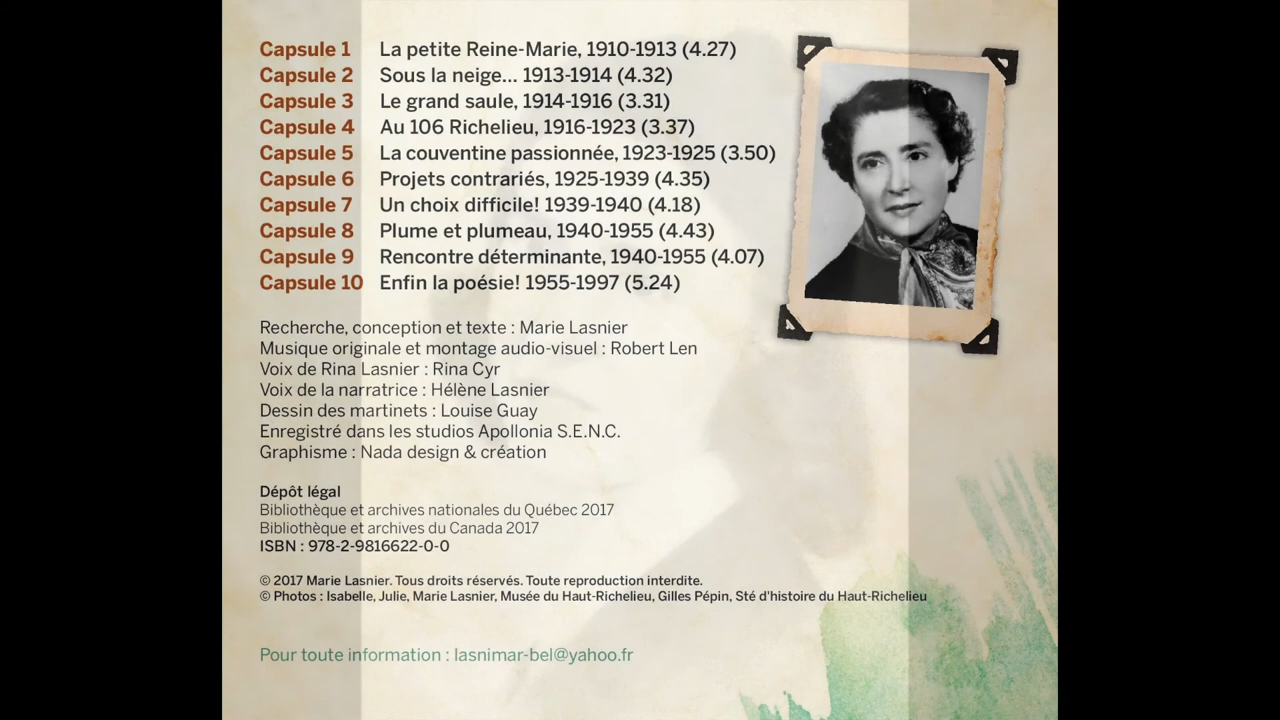 Capsule 1 La petite Reine-Marie, 1910-1913 (4.27)
Capsule 2 Sous la neige... 1913-1914 (4.32)
Capsule 3 Le grand saule, 1914-1916 (3.31)
Capsule 4 Au 106 Richelieu, 1916-1923 (3.37)
Capsule 5 La couventine passionnée, 1923-1925 (3.50)
Capsule 6 Projets contrariés, 1925-1939 (4.35)
Capsule 7 Un choix difficile! 1939-1940 (4.18)
Capsule 8 Plume et plumeau, 1940-1955 (4.43)
Capsule 9 Rencontre déterminante, 1940-1955 (4.07)
Capsule 10 Enfin la poésie! 1955-1997 (5.24)
Recherche, conception et texte : Marie Lasnier
Musique originale et montage audio-visuel : Robert Len
Voix de Rina Lasnier : Rina Cyr
Voix de la narratrice : Hélène Lasnier
Dessin des martinets : Louise Guay
Enregistré dans les studios Apollonia S.E.N.C.
Graphisme : Nada design & création
Dépôt légal
Bibliothèque et archives nationales du Québec 2017
Bibliothèque et archives du Canada 2017
ISBN : 978-2-9816622-0-0
© 2017 Marie Lasnier. Tous droits réservés. Toute reproduction interdite.
© Photos : Isabelle, Julie, Marie Lasnier, Musée du Haut-Richelieu, Gilles Pépin, Sté d'histoire du Haut-Richelieu
Pour toute information : lasnimar-bel@yahoo.fr